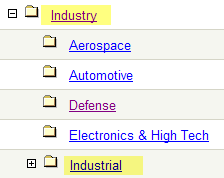 Industry
Aerospace
Automotive
Defense
Electronics & High Tech
Industrial